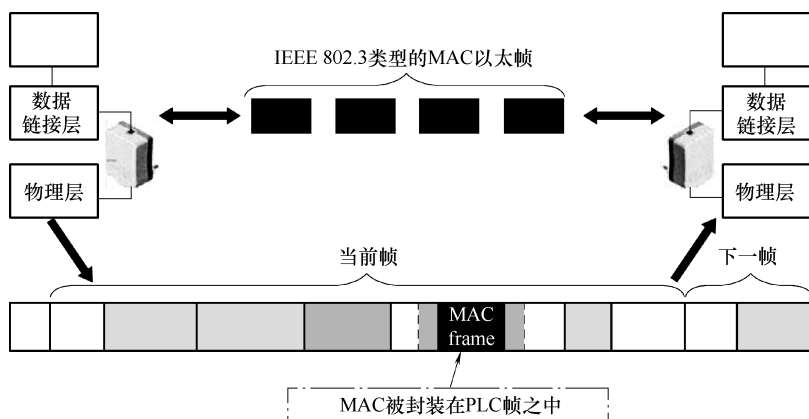 IEEE 802.3类型的MAC以太帧
数据
链接层
数据
链接层
物理层
物理层
当前帧
下一帧
MAC
frame
MAC被封装在PLC帧之中